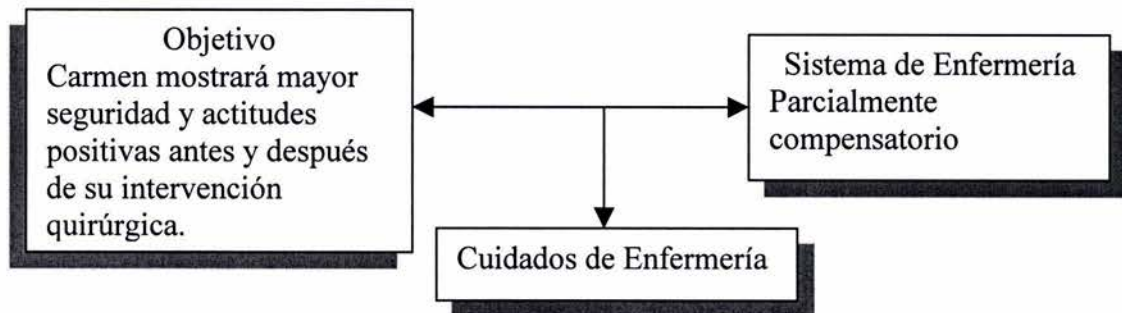 Objetivo
Carmen mostrará mayor
seguridad y actitudes
positivas antes y después
de su intervención
quirúrgica.
Sistema de Enfermería
Parcialmente
compensatorio
Cuidados de Enfermería